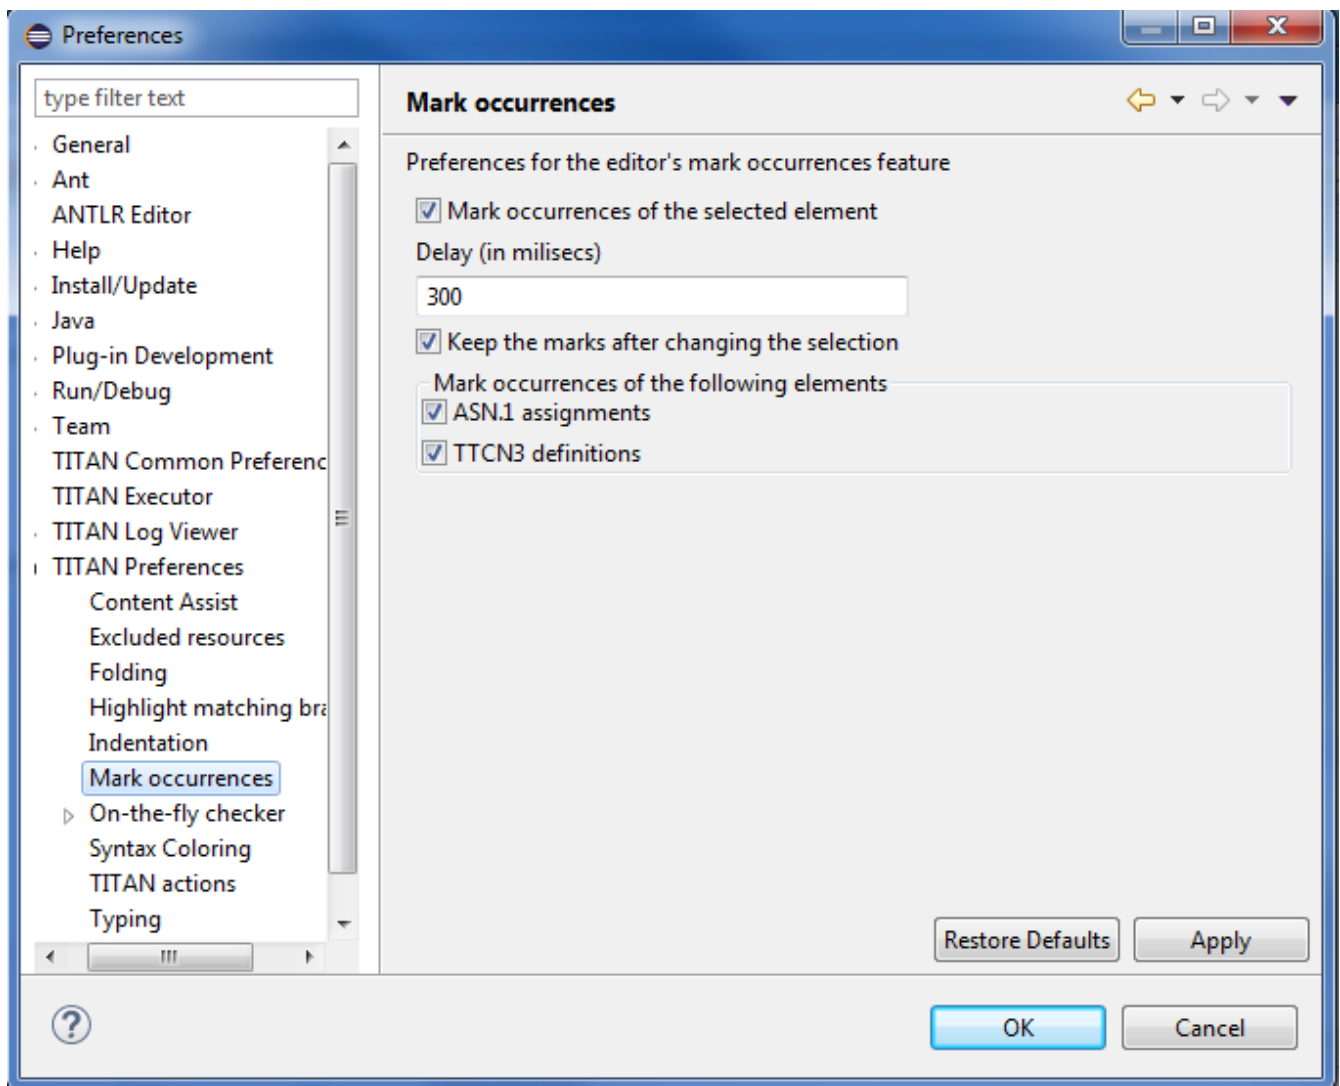 Preferences
type filter text
General
Ant
ANTLR Editor
Help
Install/Update
Java
Plug-in Development
Run/Debug
Team
TITAN Common Preferenc
TITAN Executor
TITAN Log Viewer
TITAN Preferences
Content Assist
Excluded resources
Folding
Highlight matching bra
Indentation
Mark occurrences
On-the-fly checker
Syntax Coloring
TITAN actions
Typing
Mark occurrences
Preferences for the editor's mark occurrences feature
Mark occurrences of the selected element
Delay (in milisecs)
300
Keep the marks after changing the selection
Mark occurrences of the following elements
ASN.1 assignments
TTCN3 definitions
Restore Defaults
Apply
OK
Cancel